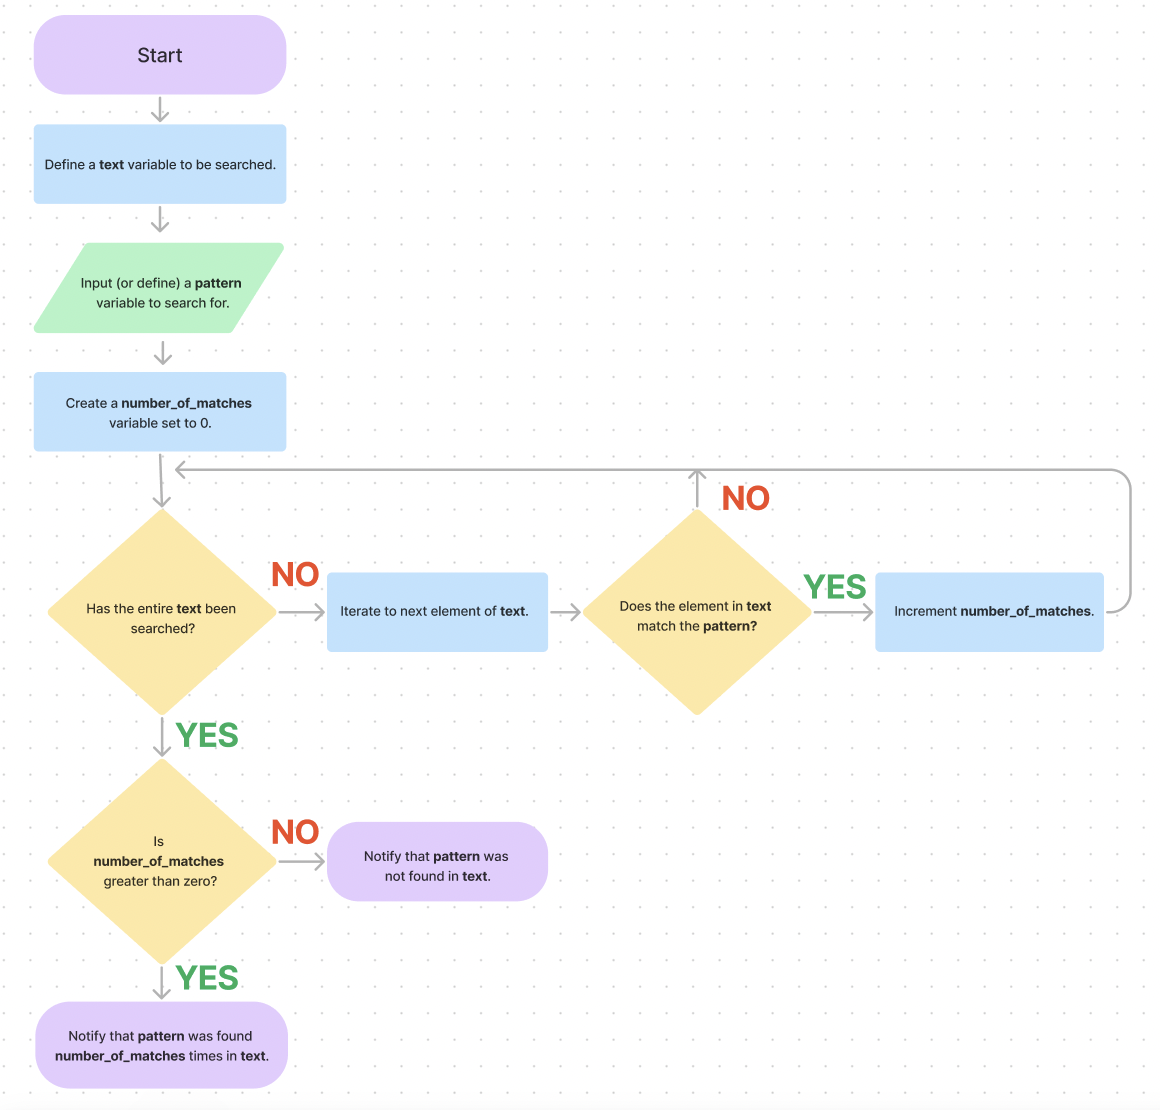 Start
Define a text variable to be searched.
Input (or define) a pattern
variable to search for.
Create a number_of_matches
variable set to 0.
NO
Has the entire text been
searched?
NO
Iterate to next element of text.
Does the element in text
match the pattern?
YES
Increment number_of_matches.
YES
Is
number_of_matches
greater than zero?
NO
Notify that pattern was
not found in text.
YES
Notify that pattern was found
number_of_matches times in text.